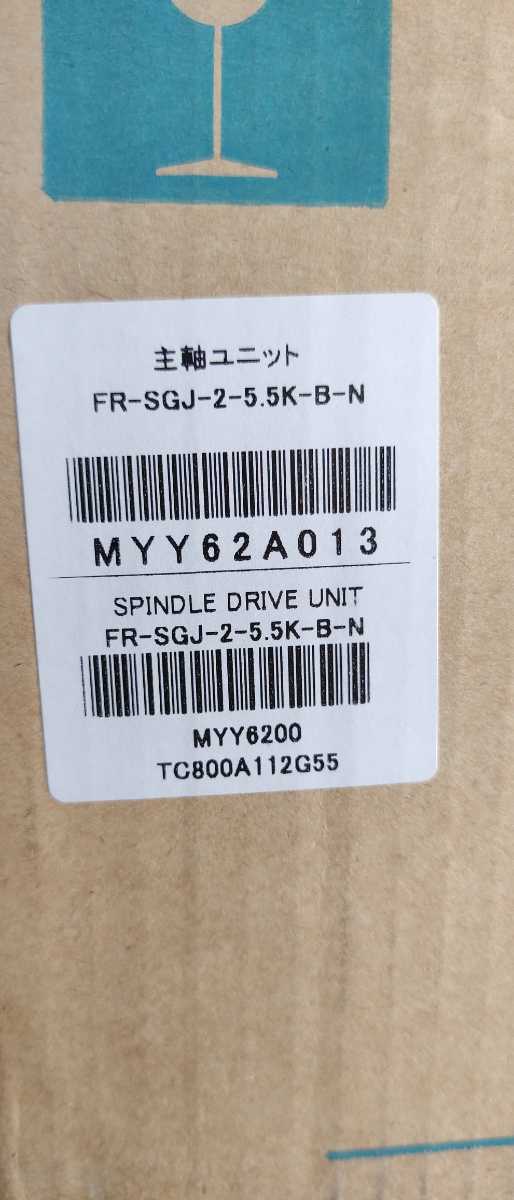 主軸ユニット
FR-SGJ-2-5.5K-B-N
MYY62A013
SPINDLE DRIVE UNIT
FR-SGJ-2-5.5K-B-N
MYY6200
TC800A112G55